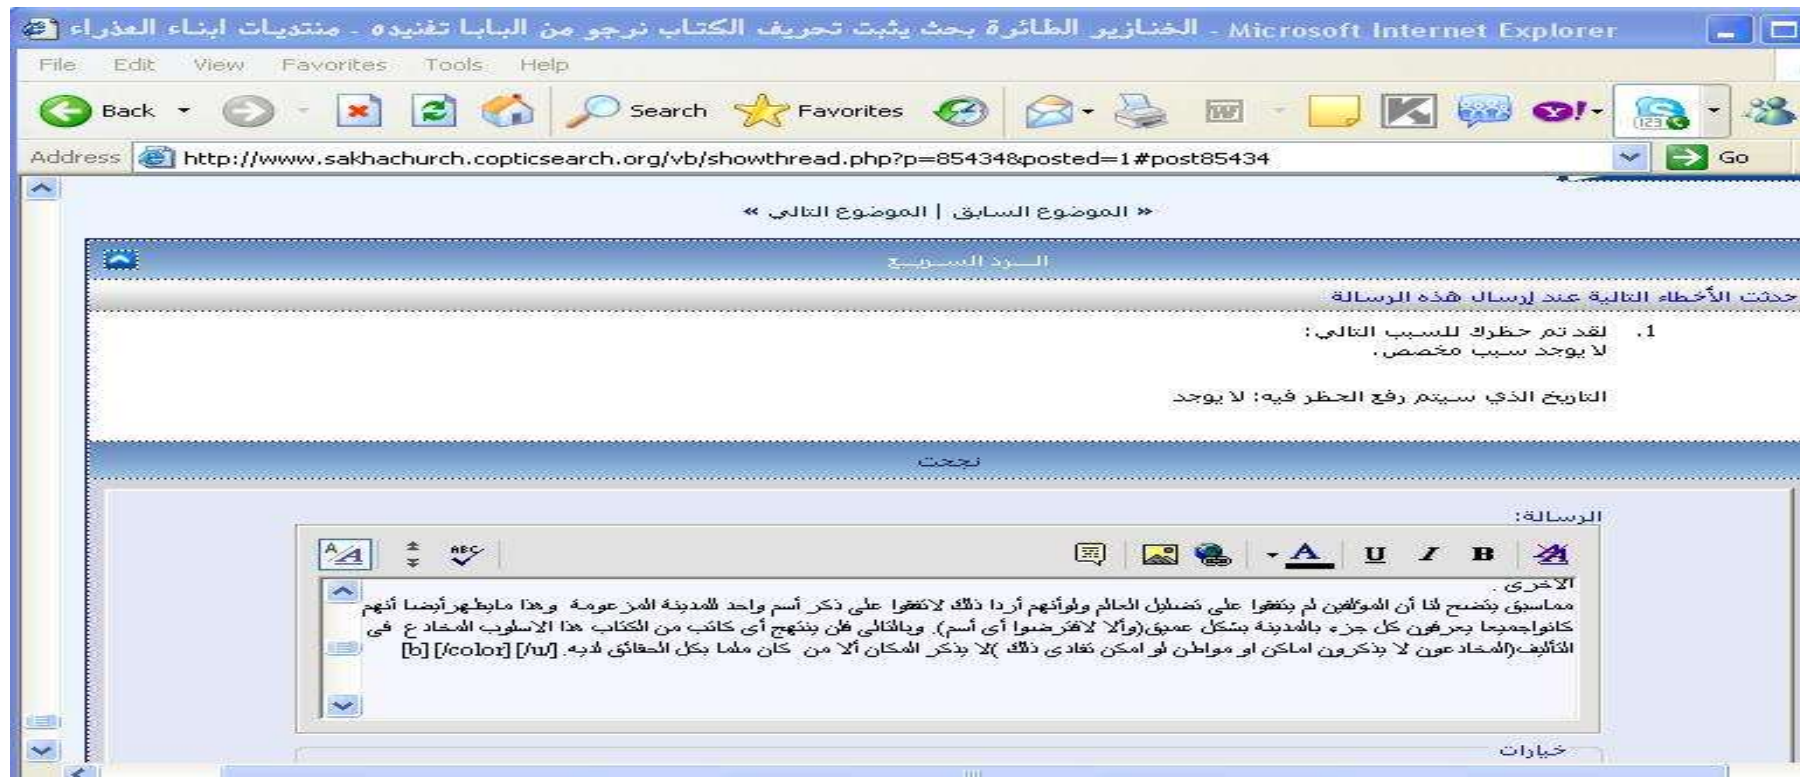 الخنازير الطائرة بحث يثبت تحريف الكتاب نرجو من البابا تفنيده - منتديات ابناء العذراء - Microsoft Internet Explorer
File Edit View Favorites Tools Help
Back Search Favorites
Address http://www.sakhachurch.copticsearch.org/vb/showthread.php?p=85434&posted=1#post85434 Go
« الموضوع السابق | الموضوع التالي »
الـــرد الســريــع
حدثت الأخطاء التالية عند إرسال هذه الرسالة
1. لقد تم حظرك للسبب التالي:
لا يوجد سبب مخصص.
التاريخ الذي سيتم رفع الحظر فيه: لا يوجد
نجحت
الرسالة:
ABC A U I B A
الاخرى .
مماسبق يتضح لنا أن المولفين لم يتفقوا على تضليل العالم ولوأنهم أردا ذلك لاتفقوا على ذكر أسم واحد للمدينة المزعومة وهذا مايظهر أيضا أنهم
كانواجميعا يعرفون كل جزء بالمدينة بشكل عميق(وألا لافترضوا أى أسم). وبالتالى فلن ينتهج أى كاتب من الكتاب هذا الاسلوب المخادع فى
التأليف(المخادعون لا يذكرون اماكن او مواطن لو امكن تفادى ذلك )لا يذكر المكان ألا من كان ملما بكل الحقائق لديه. [/u][/color][/b]
خيارات